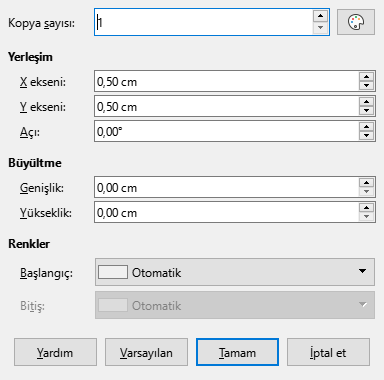 Kopya sayısı: 1
Yerleşim
X ekseni: 0,50 cm
Y ekseni: 0,50 cm
Açı: 0,00°
Büyültme
Genişlik: 0,00 cm
Yükseklik: 0,00 cm
Renkler
Başlangıç: Otomatik
Bitiş: Otomatik
Yardım Varsayılan Tamam İptal et